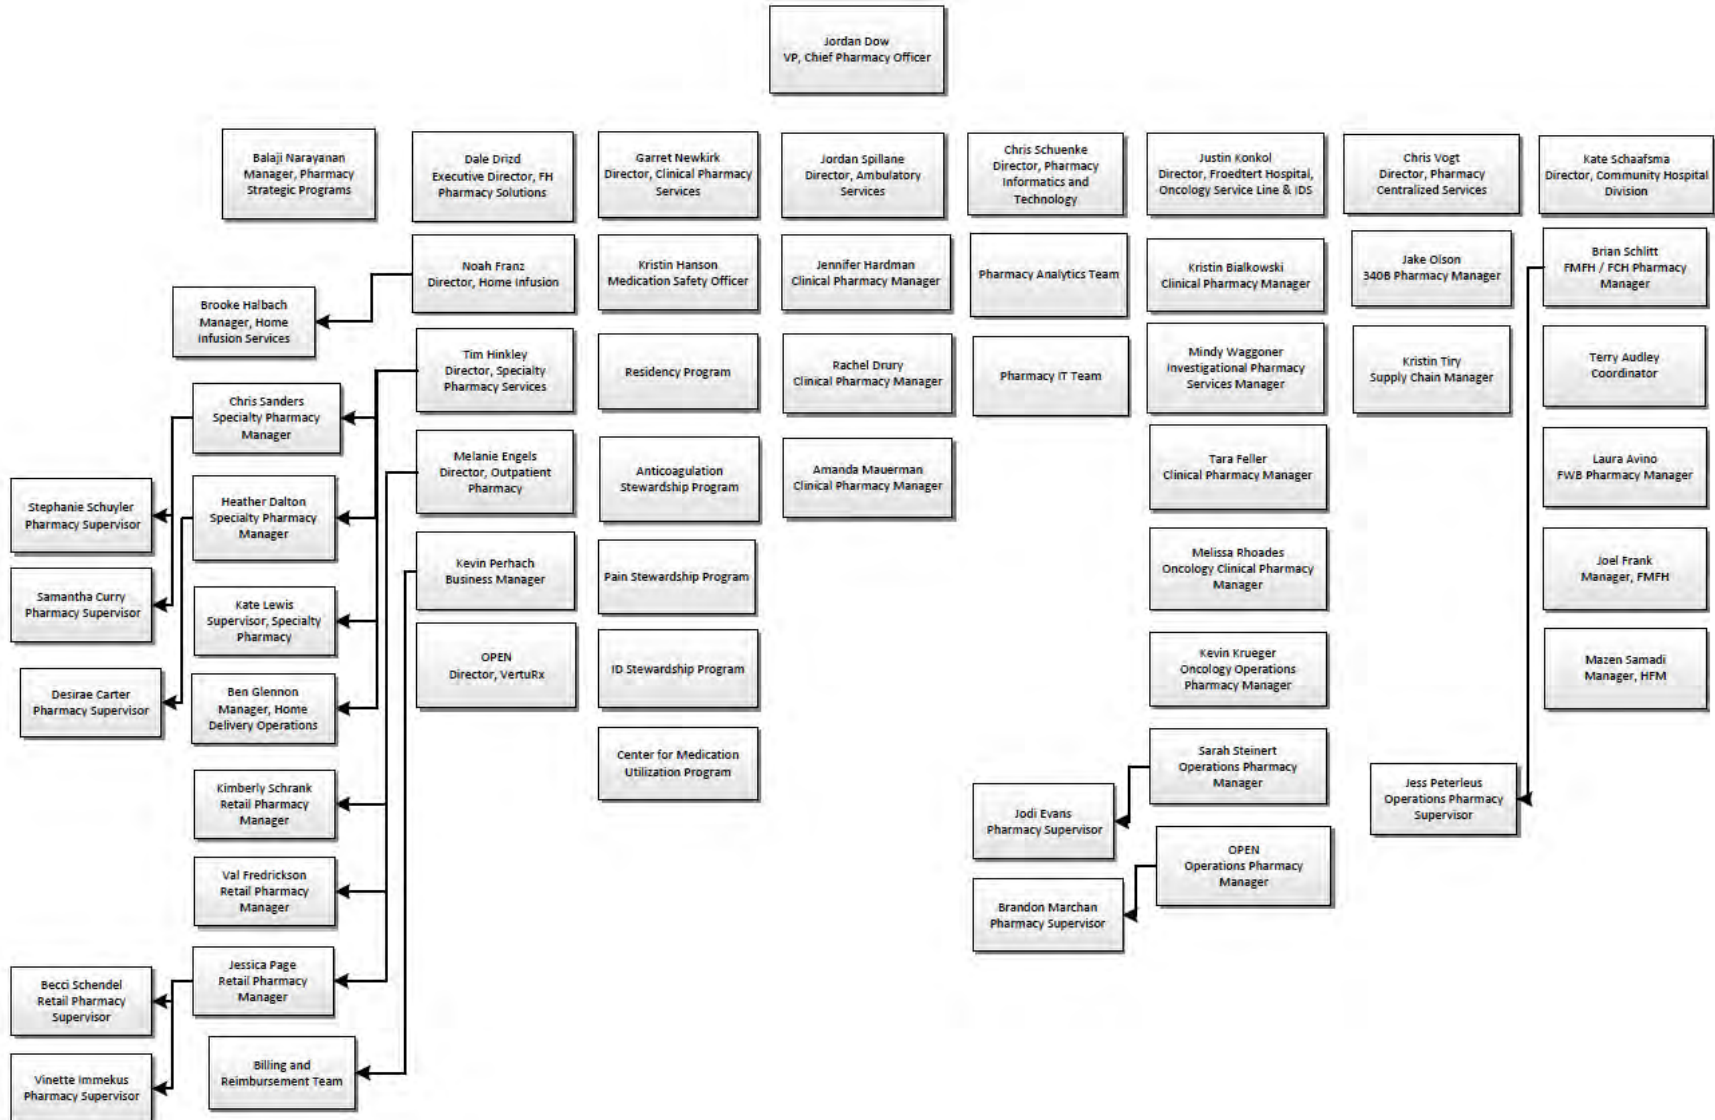 Jordan Dow
VP, Chief Pharmacy Officer
Balaji Narayanan
Manager, Pharmacy
Strategic Programs
Dale Drizd
Executive Director, FH
Pharmacy Solutions
Garret Newkirk
Director, Clinical Pharmacy
Services
Jordan Spillane
Director, Ambulatory
Services
Chris Schuenke
Director, Pharmacy
Informatics and
Technology
Justin Konkol
Director, Froedtert Hospital,
Oncology Service Line & IDS
Chris Vogt
Director, Pharmacy
Centralized Services
Kate Schaafsma
Director, Community Hospital
Division
Noah Franz
Director, Home Infusion
Kristin Hanson
Medication Safety Officer
Jennifer Hardman
Clinical Pharmacy Manager
Pharmacy Analytics Team
Kristin Bialkowski
Clinical Pharmacy Manager
Jake Olson
340B Pharmacy Manager
Brian Schlitt
FMFH / FCH Pharmacy
Manager
Brooke Halbach
Manager, Home
Infusion Services
Tim Hinkley
Director, Specialty
Pharmacy Services
Residency Program
Rachel Drury
Clinical Pharmacy Manager
Pharmacy IT Team
Mindy Waggoner
Investigational Pharmacy
Services Manager
Kristin Tiry
Supply Chain Manager
Terry Audley
Coordinator
Chris Sanders
Specialty Pharmacy
Manager
Melanie Engels
Director, Outpatient
Pharmacy
Anticoagulation
Stewardship Program
Amanda Mauerman
Clinical Pharmacy Manager
Tara Feller
Clinical Pharmacy Manager
Laura Avino
FWB Pharmacy Manager
Stephanie Schuyler
Pharmacy Supervisor
Heather Dalton
Specialty Pharmacy
Manager
Kevin Perhach
Business Manager
Pain Stewardship Program
Melissa Rhoades
Oncology Clinical Pharmacy
Manager
Joel Frank
Manager, FMFH
Samantha Curry
Pharmacy Supervisor
Kate Lewis
Supervisor, Specialty
Pharmacy
OPEN
Director, VertuRx
ID Stewardship Program
Kevin Krueger
Oncology Operations
Pharmacy Manager
Mazen Samadi
Manager, HFM
Desirae Carter
Pharmacy Supervisor
Ben Glennon
Manager, Home
Delivery Operations
Center for Medication
Utilization Program
Sarah Steinert
Operations Pharmacy
Manager
Kimberly Schrank
Retail Pharmacy
Manager
Jodi Evans
Pharmacy Supervisor
Jess Peterleus
Operations Pharmacy
Supervisor
Val Fredrickson
Retail Pharmacy
Manager
OPEN
Operations Pharmacy
Manager
Brandon Marchan
Pharmacy Supervisor
Jessica Page
Retail Pharmacy
Manager
Becci Schendel
Retail Pharmacy
Supervisor
Billing and
Reimbursement Team
Vinette Immekus
Pharmacy Supervisor